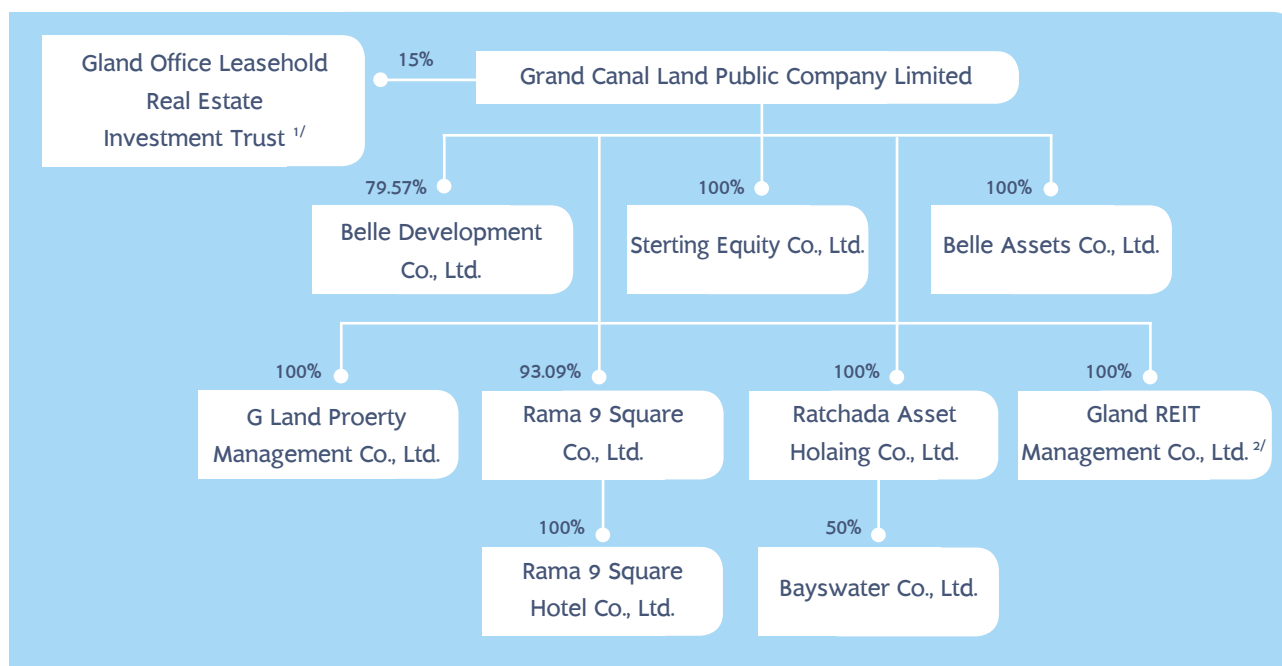 Gland Office Leasehold
Real Estate
Investment Trust 1/
15%
Grand Canal Land Public Company Limited
79.57%
Belle Development
Co., Ltd.
100%
Sterting Equity Co., Ltd.
100%
Belle Assets Co., Ltd.
100%
G Land Proerty
Management Co., Ltd.
93.09%
Rama 9 Square
Co., Ltd.
100%
Ratchada Asset
Holaing Co., Ltd.
100%
Gland REIT
Management Co., Ltd. 2/
100%
Rama 9 Square
Hotel Co., Ltd.
50%
Bayswater Co., Ltd.